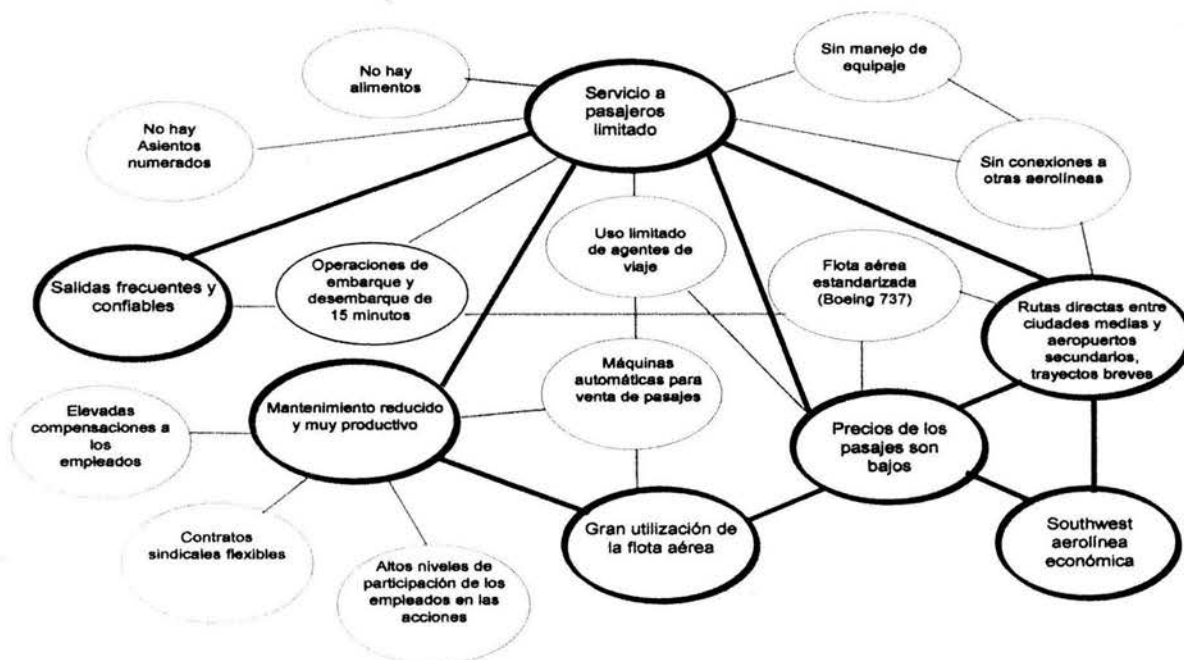 No hay
alimentos
Servicio a
pasajeros
limitado
Sin manejo de
equipaje
No hay
Asientos
numerados
Sin conexiones a
otras aerolíneas
Salidas frecuentes y
confiables
Operaciones de
embarque y
desembarque de
15 minutos
Uso limitado
de agentes de
viaje
Flota aérea
estandarizada
(Boeing 737)
Rutas directas entre
ciudades medias y
aeropuertos
secundarios,
trayectos breves
Elevadas
compensaciones a
los
empleados
Mantenimiento reducido
y muy productivo
Máquinas
automáticas para
venta de pasajes
Precios de los
pasajes son
bajos
Contratos
sindicales flexibles
Altos niveles de
participación de los
empleados en las
acciones
Gran utilización de
la flota aérea
Southwest
aerolínea
económica